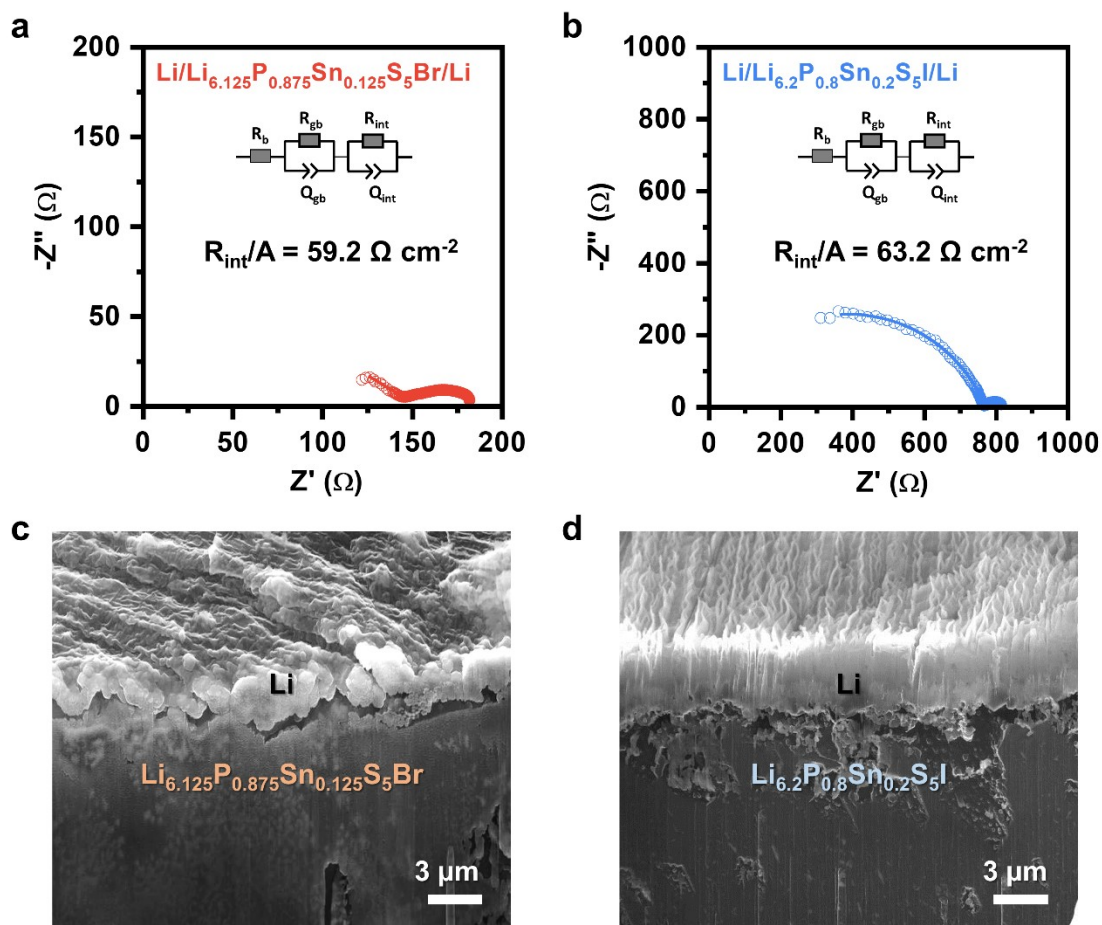 a
200
150
100
50
25
0
-Z" (Ω)
Li/Li6.125P0.875Sn0.125S5Br/Li
Rb
Rgb
Rint
Qgb
Qint
Rint/A = 59.2 Ω cm-2
0
50
100
150
200
Z' (Ω)
b
1000
800
600
400
200
0
-Z" (Ω)
Li/Li6.2P0.8Sn0.2S5I/Li
Rb
Rgb
Rint
Qgb
Qint
Rint/A = 63.2 Ω cm-2
0
200
400
600
800
1000
Z' (Ω)
c
Li
Li6.125P0.875Sn0.125S5Br
3 μm
d
Li
Li6.2P0.8Sn0.2S5I
3 μm